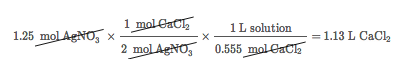 1.25 mol AgNO₃ × 1 mol CaCl₂ / 2 mol AgNO₃ × 1 L solution / 0.555 mol CaCl₂ = 1.13 L CaCl₂